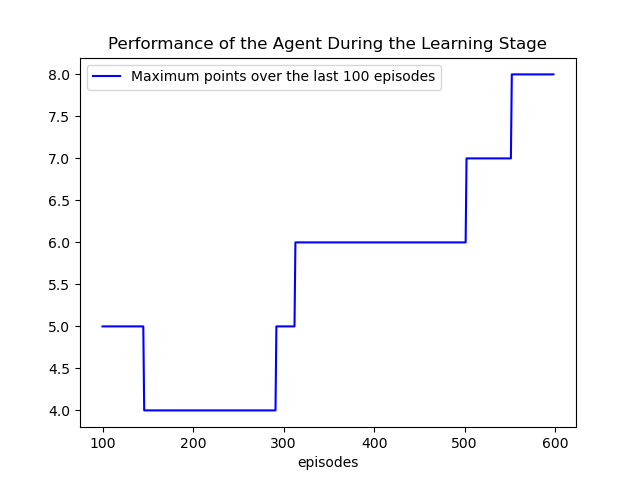 Performance of the Agent During the Learning Stage
Maximum points over the last 100 episodes
8.0
7.5
7.0
6.5
6.0
5.5
5.0
4.5
4.0
100 200 300 400 500 600
episodes